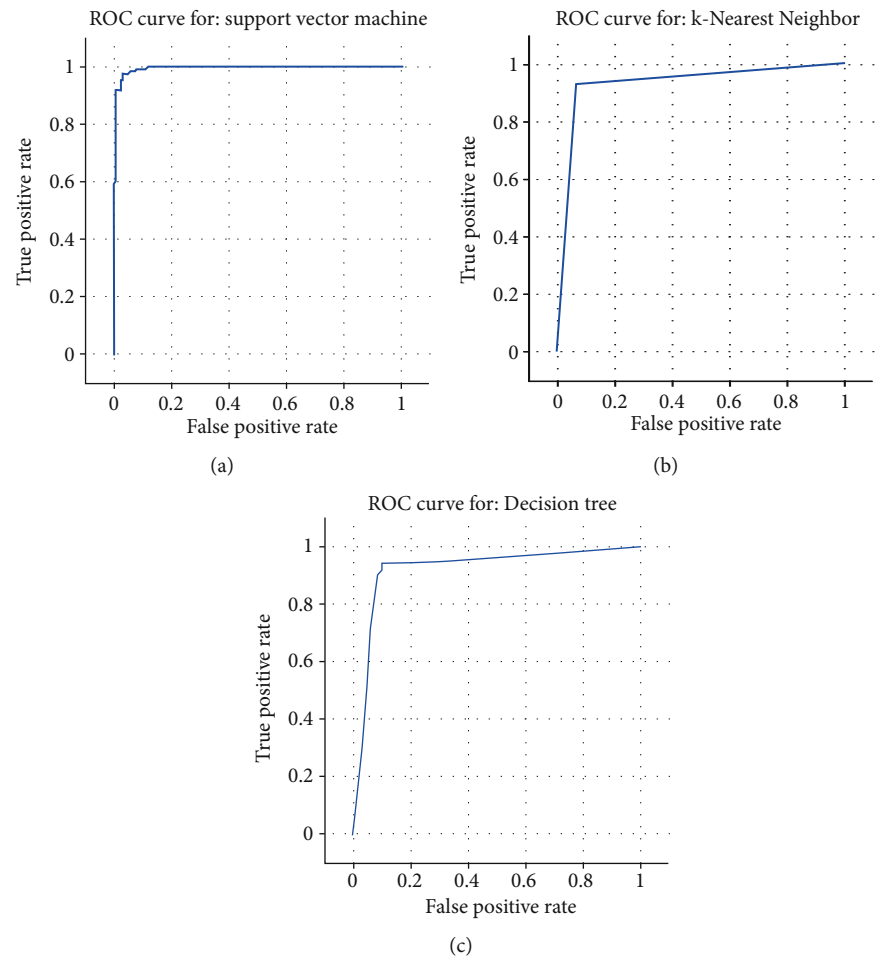 ROC curve for: support vector machine
1
0.8
0.6
0.4
0.2
0
True positive rate
0 0.2 0.4 0.6 0.8 1
False positive rate
(a)
ROC curve for: k-Nearest Neighbor
1
0.8
0.6
0.4
0.2
0
True positive rate
0 0.2 0.4 0.6 0.8 1
False positive rate
(b)
ROC curve for: Decision tree
1
0.8
0.6
0.4
0.2
0
True positive rate
0 0.2 0.4 0.6 0.8 1
False positive rate
(c)